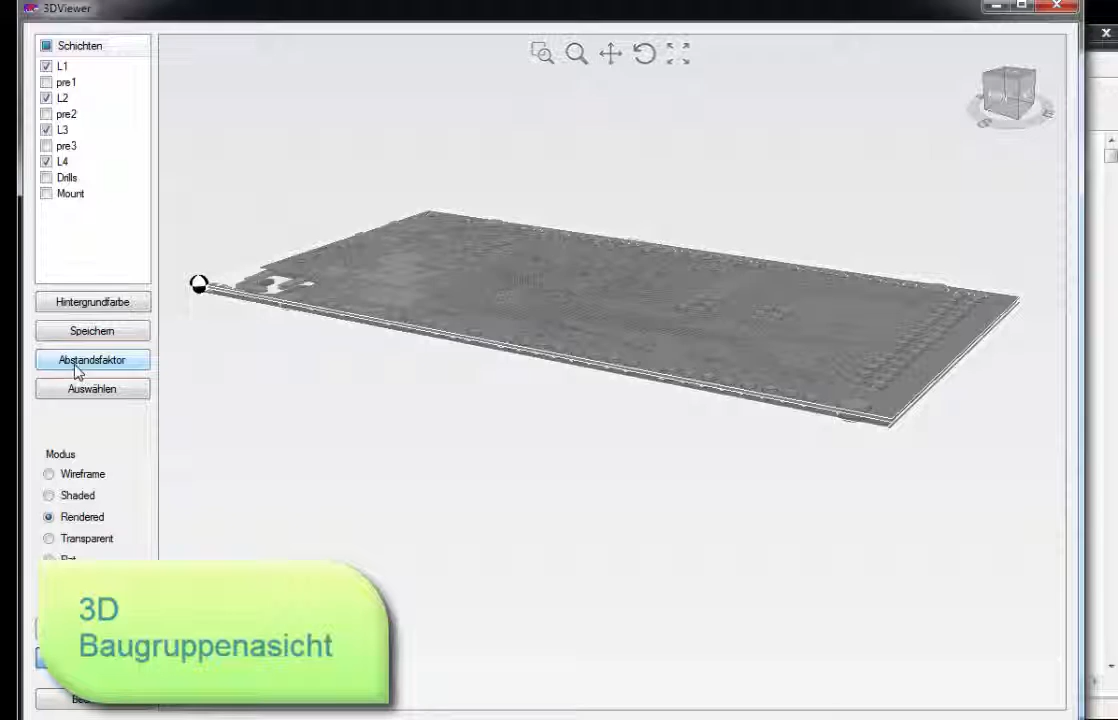 3DViewer
Schichten
L1
pre1
L2
pre2
L3
pre3
L4
Drills
Mount
Hintergrundfarbe
Speichern
Abstandsfaktor
Auswählen
Modus
Wireframe
Shaded
Rendered
Transparent
3D
Baugruppenasicht